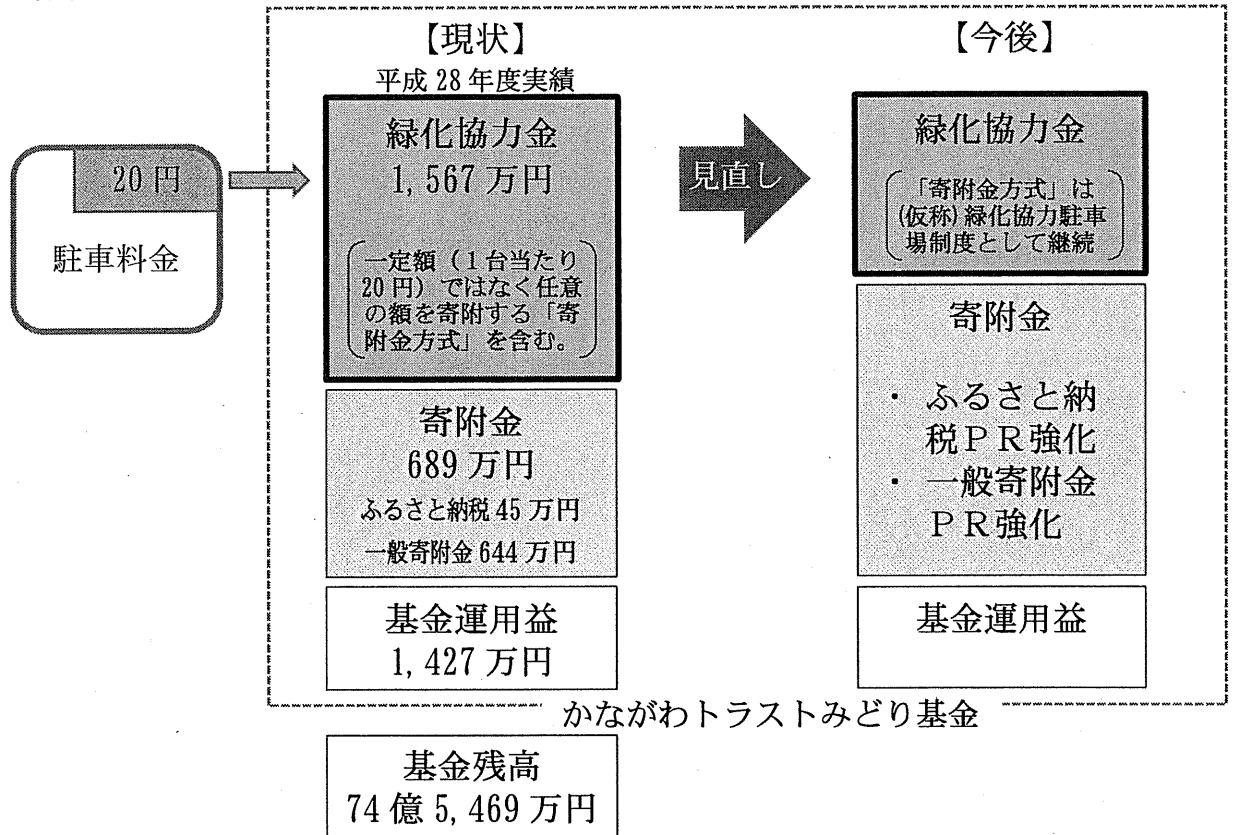 【現状】
平成28年度実績
20円
駐車料金
緑化協力金
1,567万円
一定額（1台当たり
20円）ではなく任意
の額を寄附する「寄
附金方式」を含む。
寄附金
689万円
ふるさと納税45万円
一般寄附金644万円
基金運用益
1,427万円
見直し
【今後】
緑化協力金
「寄附金方式」は
(仮称)緑化協力駐車
場制度として継続
寄附金
・ふるさと納
税ＰＲ強化
・一般寄附金
ＰＲ強化
基金運用益
かながわトラストみどり基金
基金残高
74億5,469万円